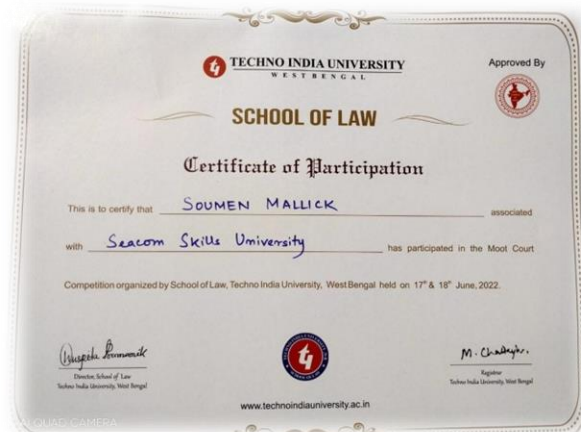 TECHNO INDIA UNIVERSITY
WEST BENGAL
Approved By
SCHOOL OF LAW
Certificate of Participation
This is to certify that SOUMEN MALLICK associated
with Seacom Skills University has participated in the Moot Court
Competition organized by School of Law, Techno India University, West Bengal held on 17th & 18th June, 2022.
Director, School of Law
Techno India University, West Bengal
Registrar
Techno India University, West Bengal
www.technoindiauniversity.ac.in
QUAD CAMERA